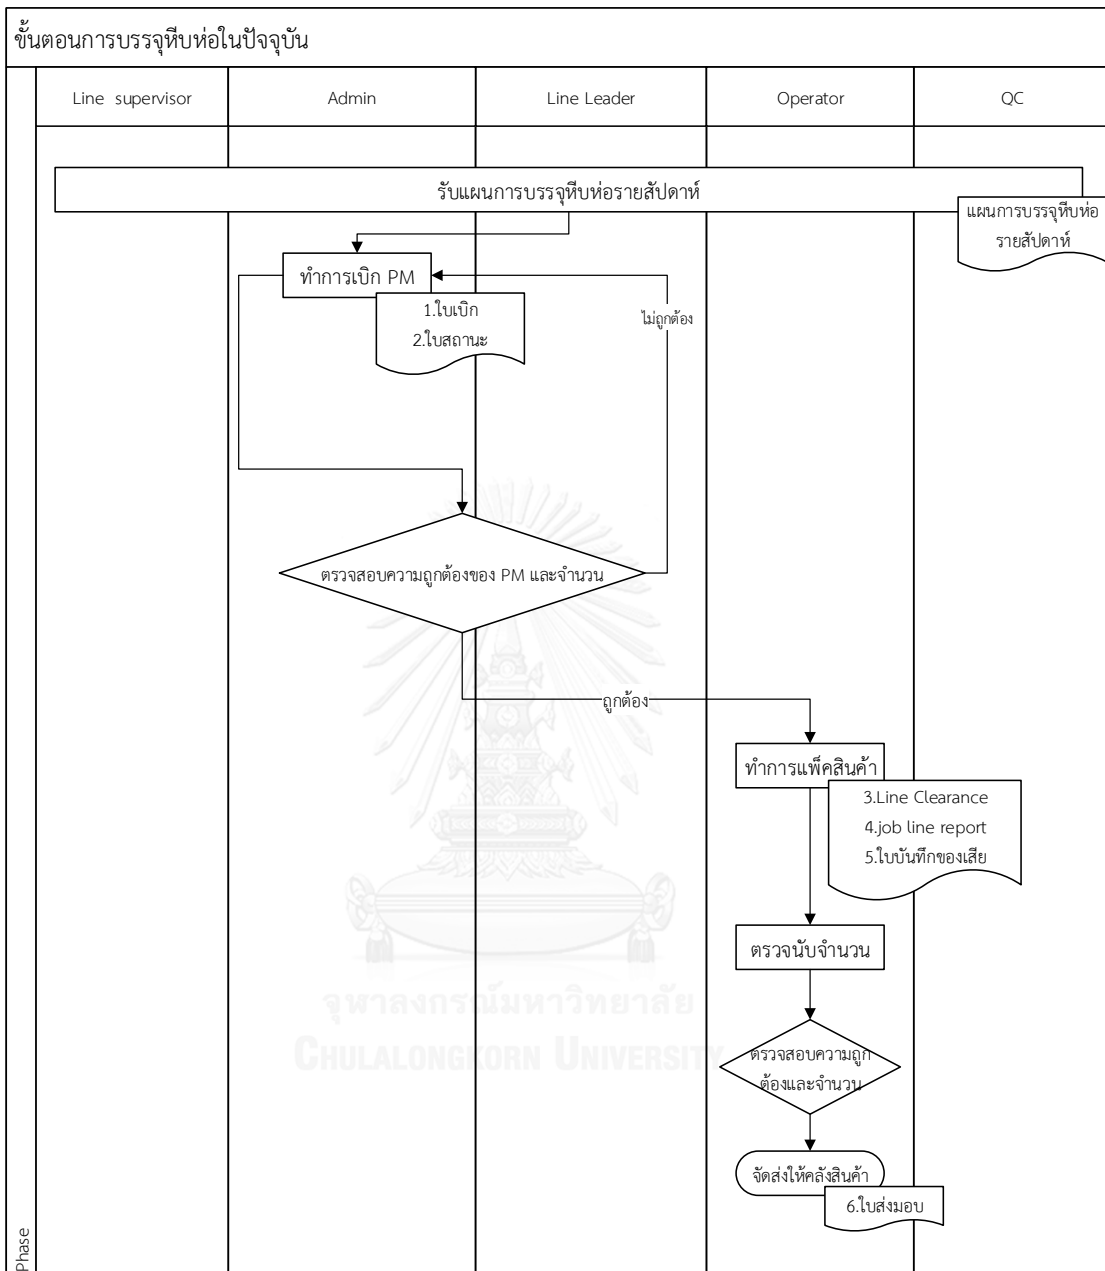 ขั้นตอนการบรรจุหีบห่อในปัจจุบัน
Line supervisor
Admin
Line Leader
Operator
QC
รับแผนการบรรจุหีบห่อรายสัปดาห์
แผนการบรรจุหีบห่อ
รายสัปดาห์
ทำการเบิก PM
1.ใบเบิก
2.ใบสถานะ
ไม่ถูกต้อง
ตรวจสอบความถูกต้องของ PM และจำนวน
ถูกต้อง
ทำการแพ็คสินค้า
3.Line Clearance
4.job line report
5.ใบบันทึกของเสีย
ตรวจนับจำนวน
จุฬาลงกรณ์มหาวิทยาลัย
CHULALONGKORN UNIVERSITY
ตรวจสอบความถูก
ต้องและจำนวน
จัดส่งให้คลังสินค้า
6.ใบส่งมอบ
Phase